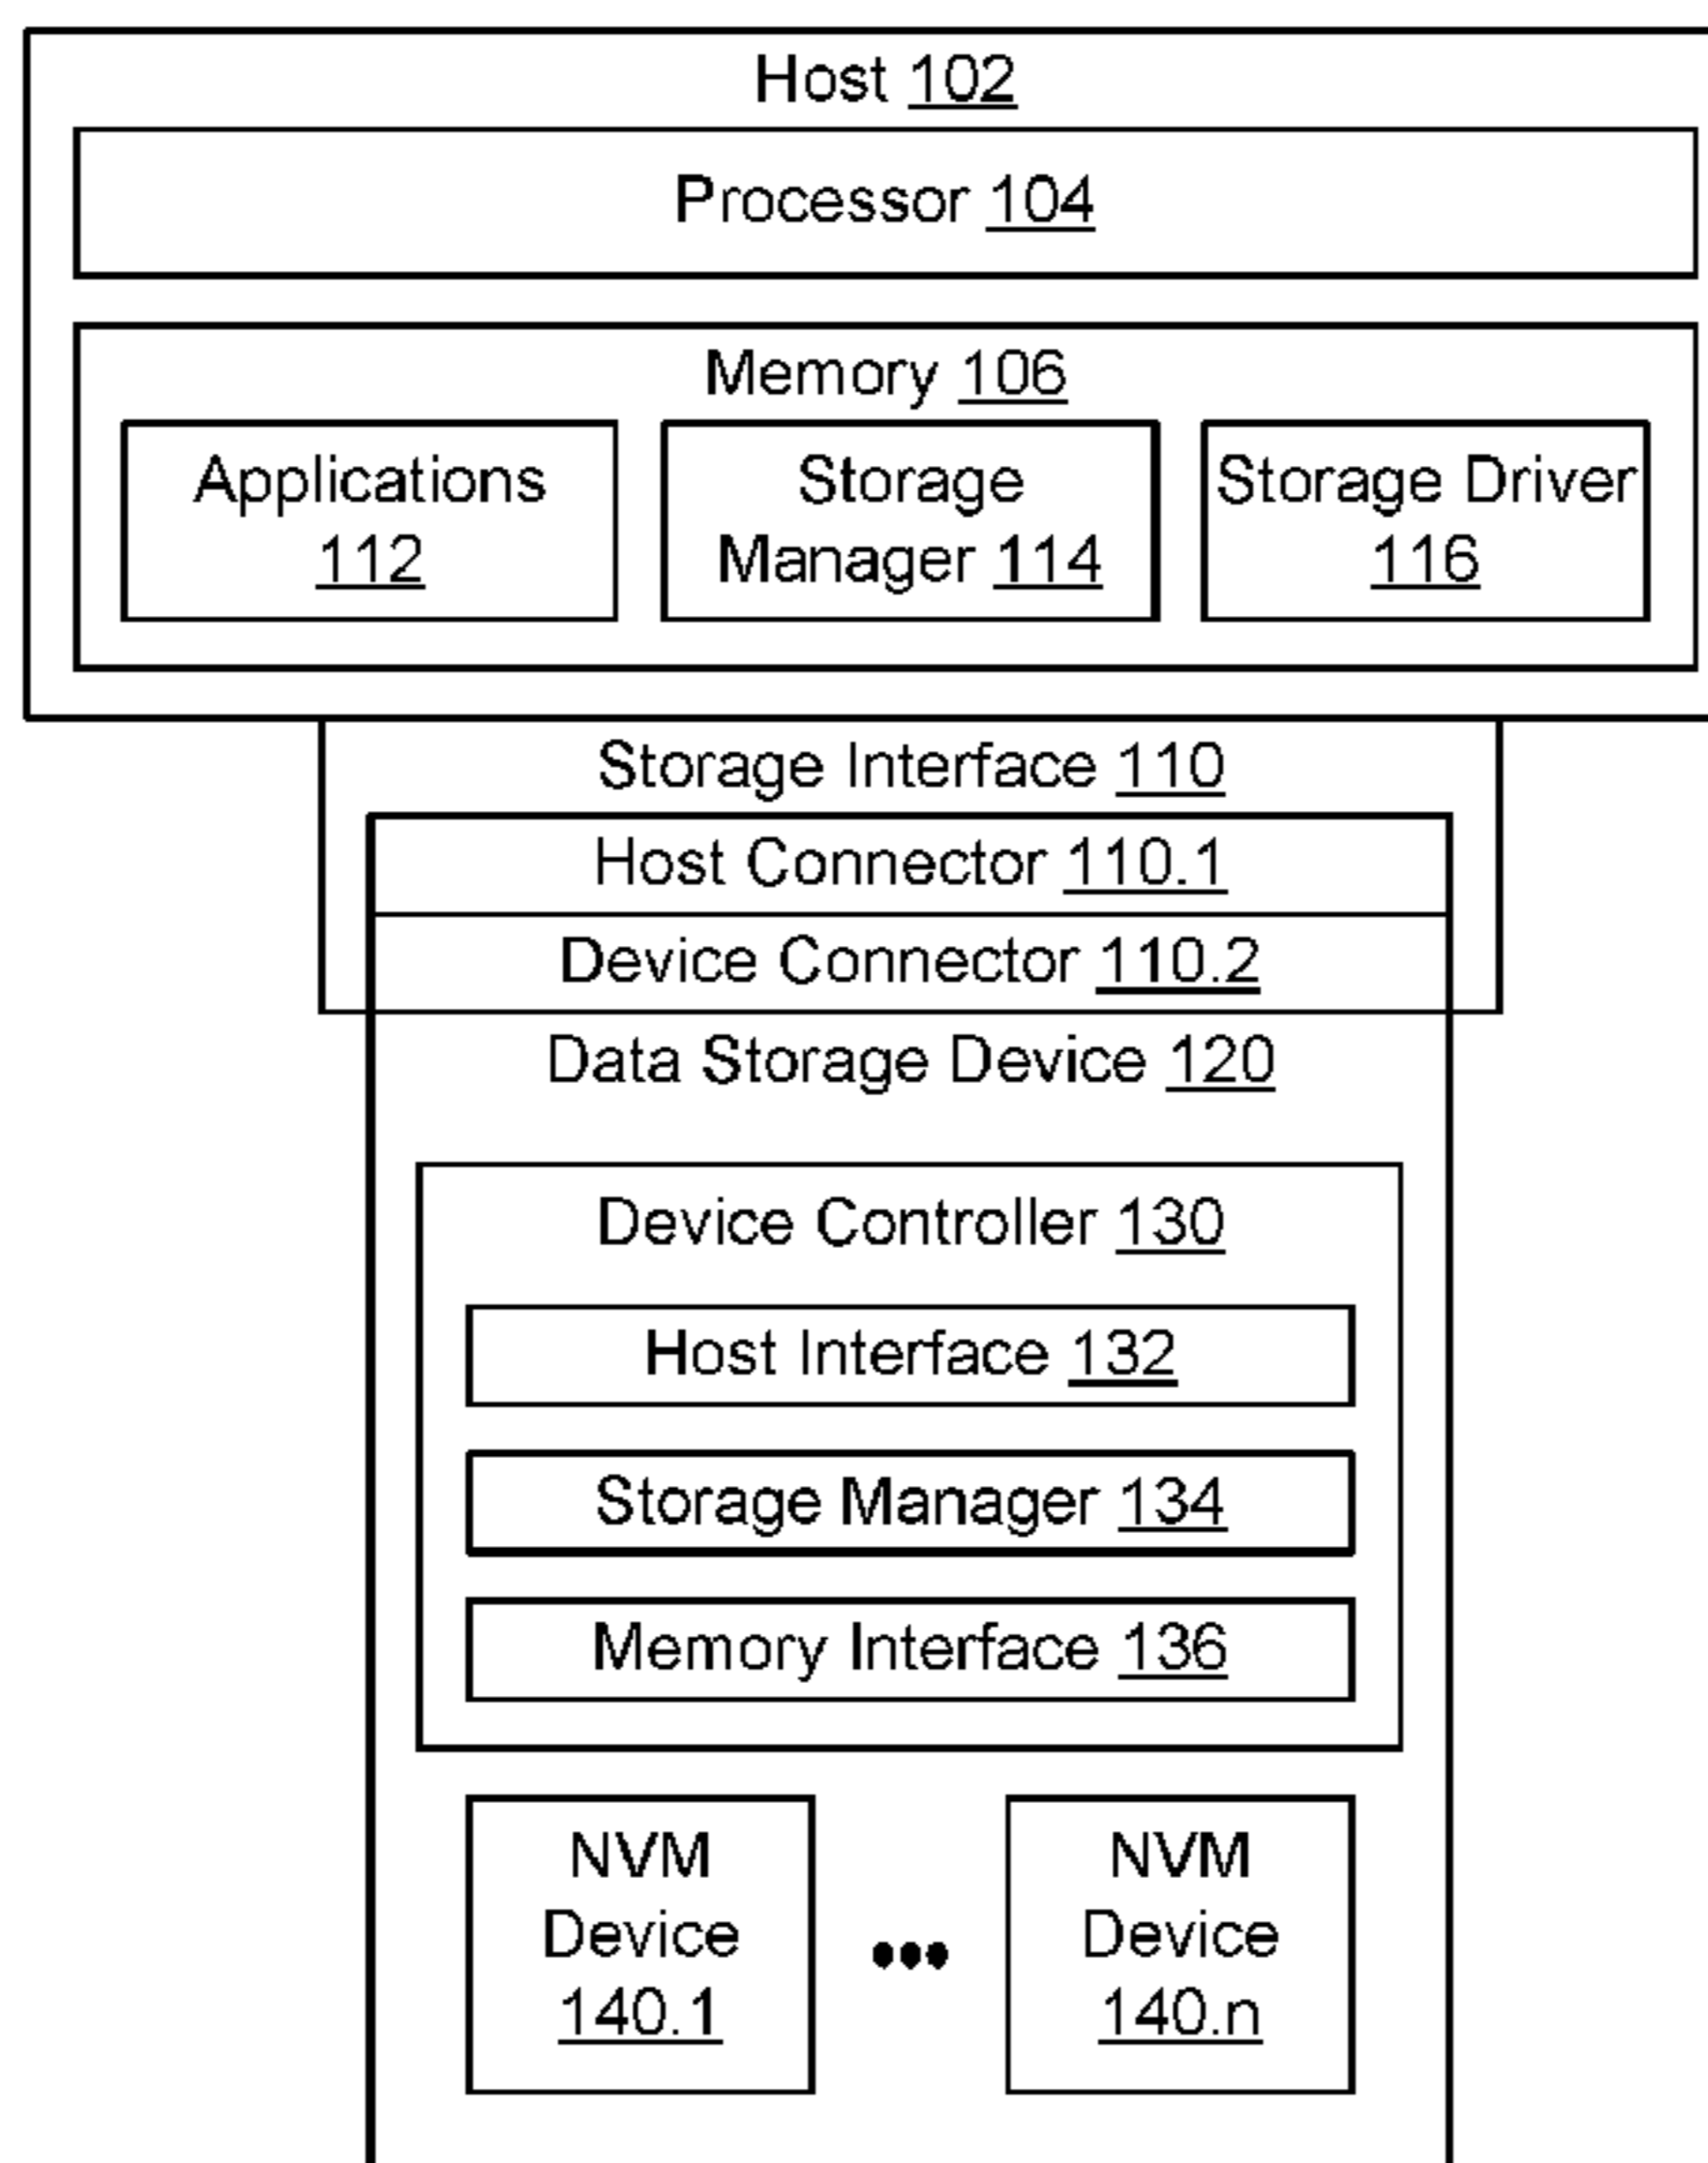 Host 102
Processor 104
Memory 106
Applications
112
Storage
Manager 114
Storage Driver
116
Storage Interface 110
Host Connector 110.1
Device Connector 110.2
Data Storage Device 120
Device Controller 130
Host Interface 132
Storage Manager 134
Memory Interface 136
NVM
Device
140.1
•••
NVM
Device
140.n